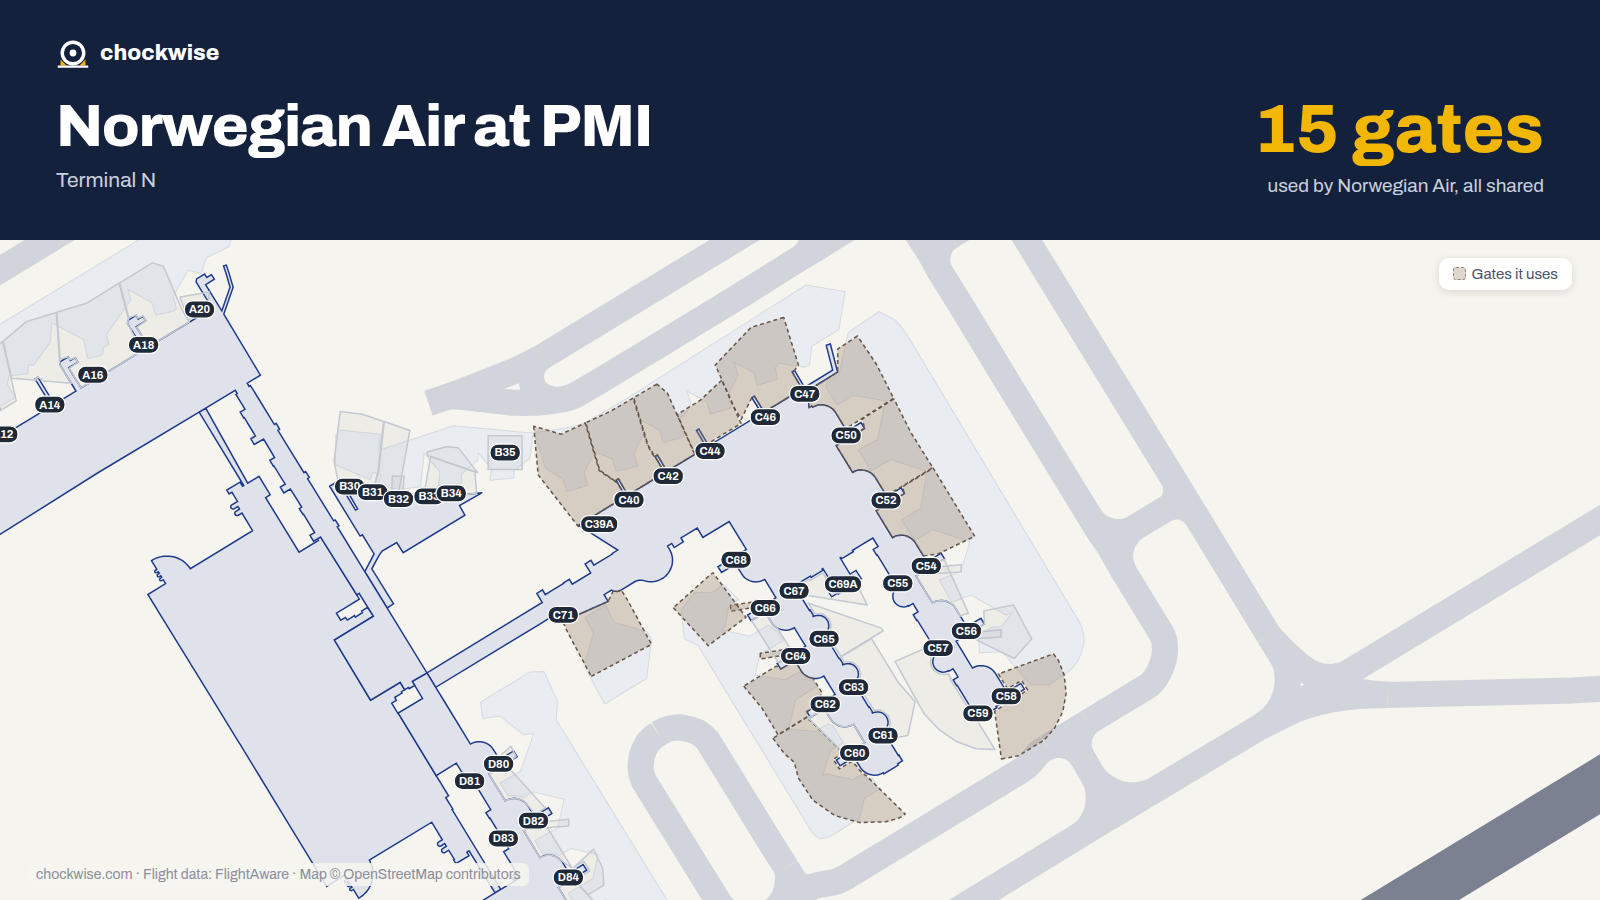 chockwise
Norwegian Air at PMI
Terminal N
15 gates
used by Norwegian Air, all shared
Gates it uses
A20
A18
A16
A14
12
B35
B30
B31
B32
B33
B34
C47
C46
C50
C44
C42
C40
C39A
C52
C68
C54
C55
C67
C69A
C66
C71
C65
C56
C64
C57
C63
C58
C62
C59
C61
C60
D80
D81
D82
D83
D84
chockwise.com · Flight data: FlightAware · Map © OpenStreetMap contributors